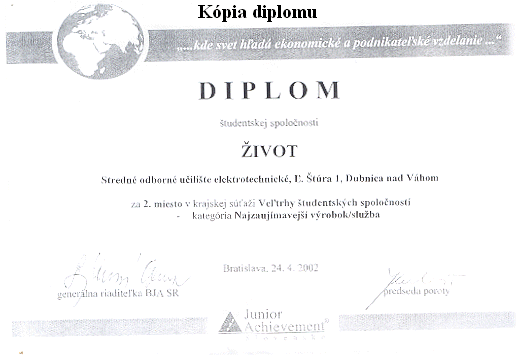 Kópia diplomu
„.....kde svet hľadá ekonomické a podnikateľské vzdelanie ..."
DIPLOM
študentskej spoločnosti
ŽIVOT
Stredné odborné učilište elektrotechnické, Ľ. Štúra 1, Dubnica nad Váhom
za 2. miesto v krajskej súťaži Veľtrhy študentských spoločností
- kategória Najzaujímavejší výrobok/služba
Bratislava, 24. 4. 2002
generálna riaditeľka BJA SR
predseda poroty
Junior
Achievement®
Slovensko